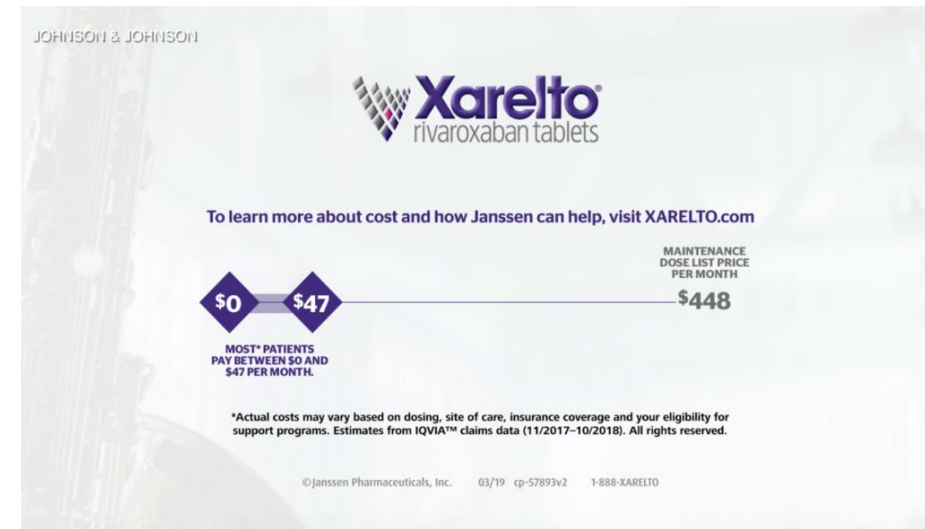 JOHNSON & JOHNSON
Xarelto®
rivaroxaban tablets
To learn more about cost and how Janssen can help, visit XARELTO.com
MAINTENANCE
DOSE LIST PRICE
PER MONTH
$0 $47 $448
MOST* PATIENTS
PAY BETWEEN $0 AND
$47 PER MONTH.
*Actual costs may vary based on dosing, site of care, insurance coverage and your eligibility for
support programs. Estimates from IQVIA™ claims data (11/2017–10/2018). All rights reserved.
©Janssen Pharmaceuticals, Inc. 03/19 cp-57893v2 1-888-XARELTO